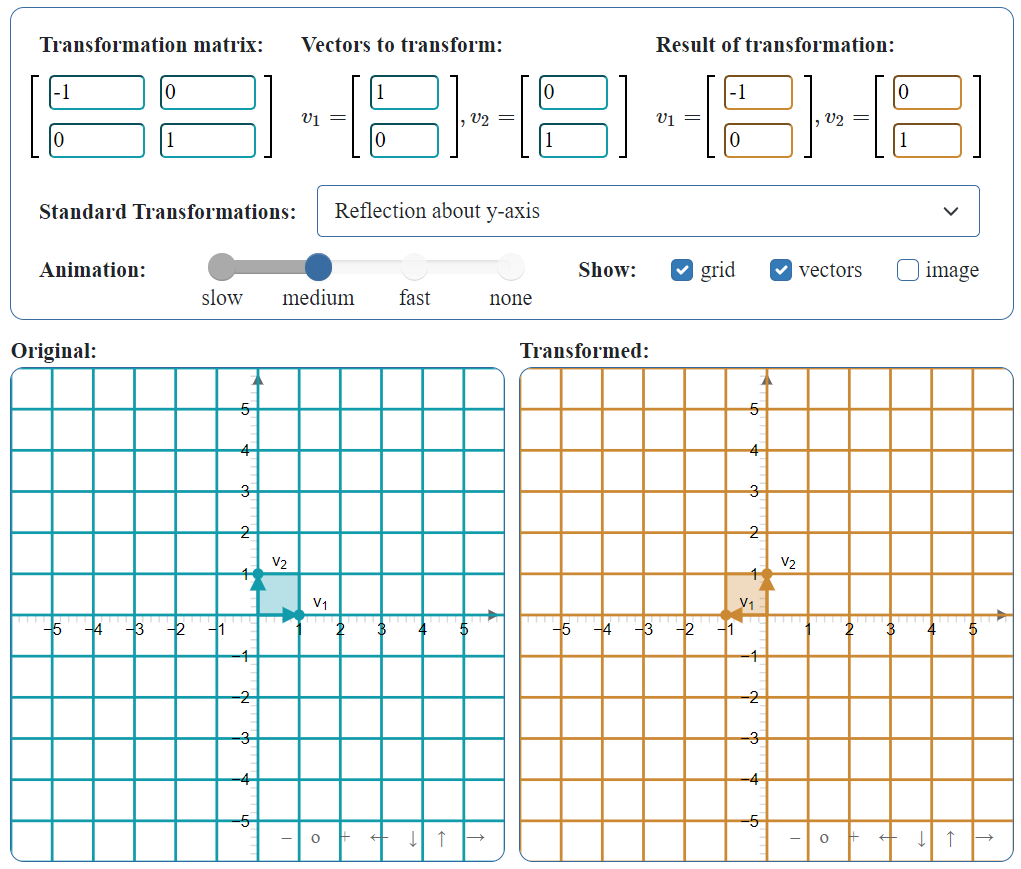 Transformation matrix: Vectors to transform: Result of transformation:
-1 0 1 0 -1 0
v₁ = , v₂ = v₁ = , v₂ =
0 1 0 1 0 1
Standard Transformations: Reflection about y-axis
Animation: Show: grid vectors image
slow medium fast none
Original: Transformed:
5 5
4 4
3 3
2 2
v₂ v₂
1 1
v₁ v₁
−5 −4 −3 −2 −1 1 2 3 4 5 −5 −4 −3 −2 −1 1 2 3 4 5
−1 −1
−2 −2
−3 −3
−4 −4
−5 −5
− o + ← ↓ ↑ → − o + ← ↓ ↑ →